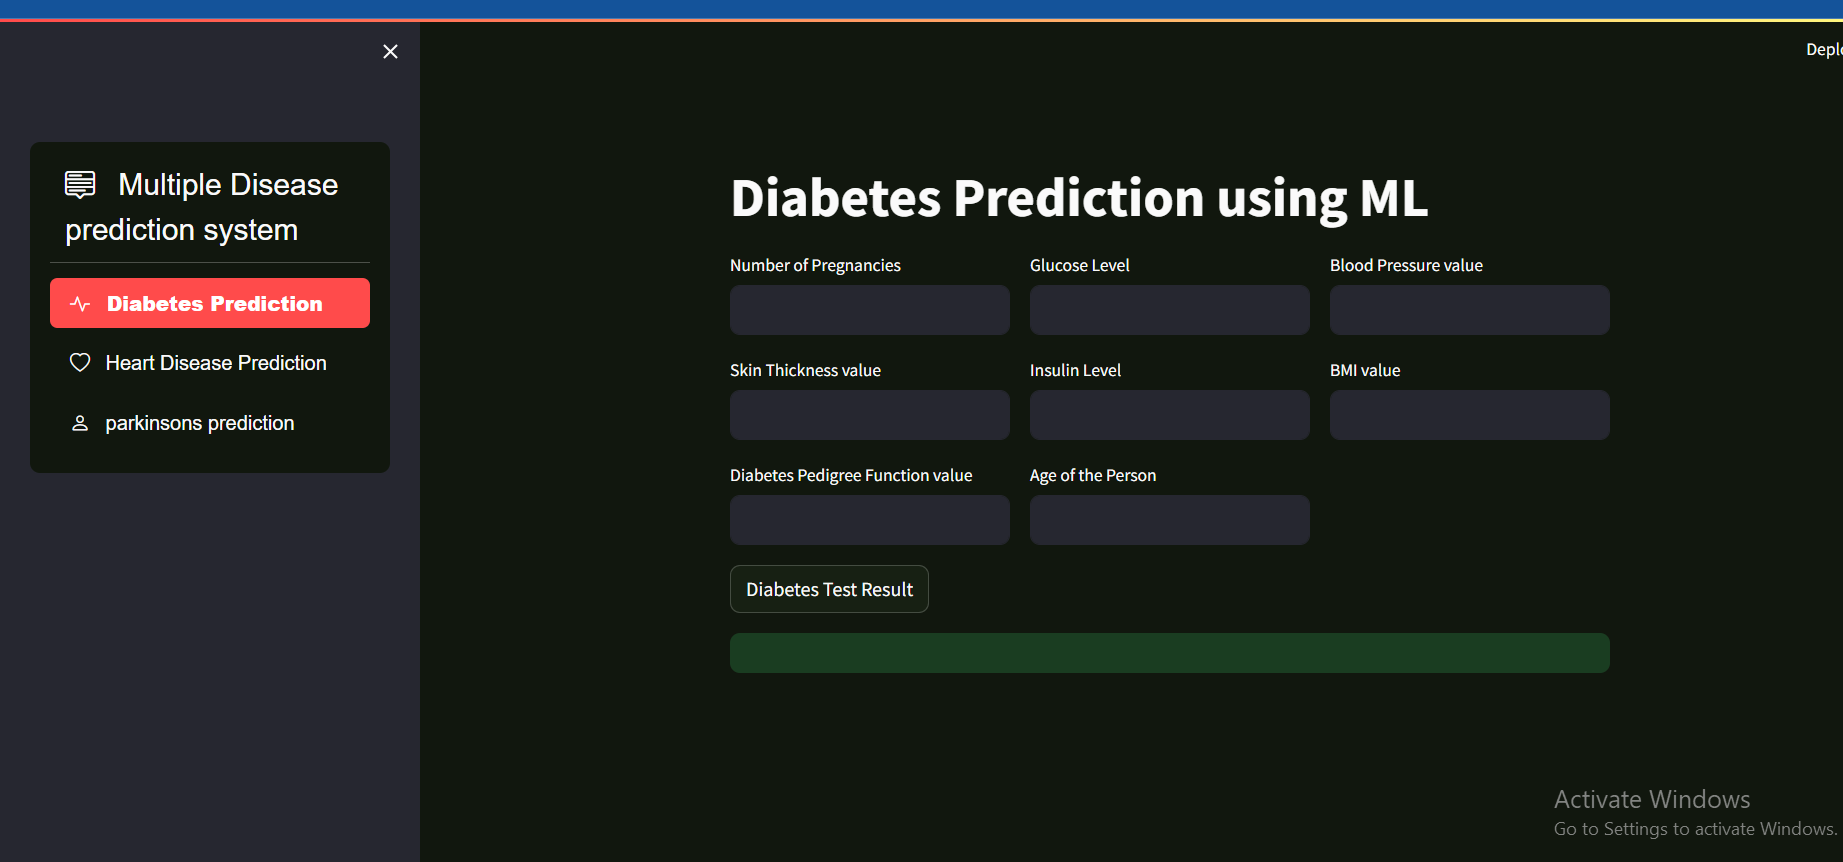 Deplo
Multiple Disease
prediction system
Diabetes Prediction
Heart Disease Prediction
parkinsons prediction
Diabetes Prediction using ML
Number of Pregnancies
Glucose Level
Blood Pressure value
Skin Thickness value
Insulin Level
BMI value
Diabetes Pedigree Function value
Age of the Person
Diabetes Test Result
Activate Windows
Go to Settings to activate Windows.